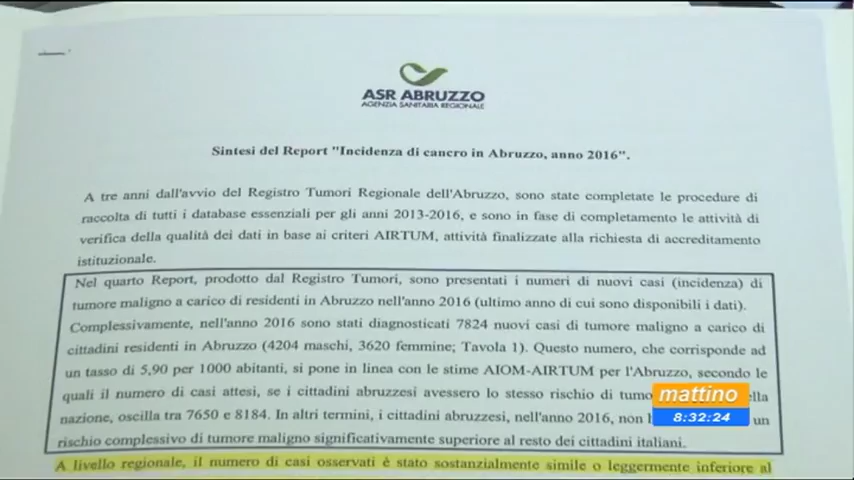 ASR ABRUZZO
AGENZIA SANITARIA REGIONALE
Sintesi del Report "Incidenza di cancro in Abruzzo, anno 2016".
A tre anni dall'avvio del Registro Tumori Regionale dell'Abruzzo, sono state completate le procedure di
raccolta di tutti i database essenziali per gli anni 2013-2016, e sono in fase di completamento le attività di
verifica della qualità dei dati in base ai criteri AIRTUM, attività finalizzate alla richiesta di accreditamento
istituzionale.
Nel quarto Report, prodotto dal Registro Tumori, sono presentati i numeri di nuovi casi (incidenza) di
tumore maligno a carico di residenti in Abruzzo nell'anno 2016 (ultimo anno di cui sono disponibili i dati).
Complessivamente, nell'anno 2016 sono stati diagnosticati 7824 nuovi casi di tumore maligno a carico di
cittadini residenti in Abruzzo (4204 maschi, 3620 femmine; Tavola 1). Questo numero, che corrisponde ad
un tasso di 5,90 per 1000 abitanti, si pone in linea con le stime AIOM-AIRTUM per l'Abruzzo, secondo le
quali il numero di casi attesi, se i cittadini abruzzesi avessero lo stesso rischio di
nazione, oscilla tra 7650 e 8184. In altri termini, i cittadini abruzzesi, nell'anno 2016, non un
rischio complessivo di tumore maligno significativamente superiore al resto dei cittadini italiani.
A livello regionale, il numero di casi osservati è stato sostanzialmente simile o leggermente inferiore al
mattino
8:32:24